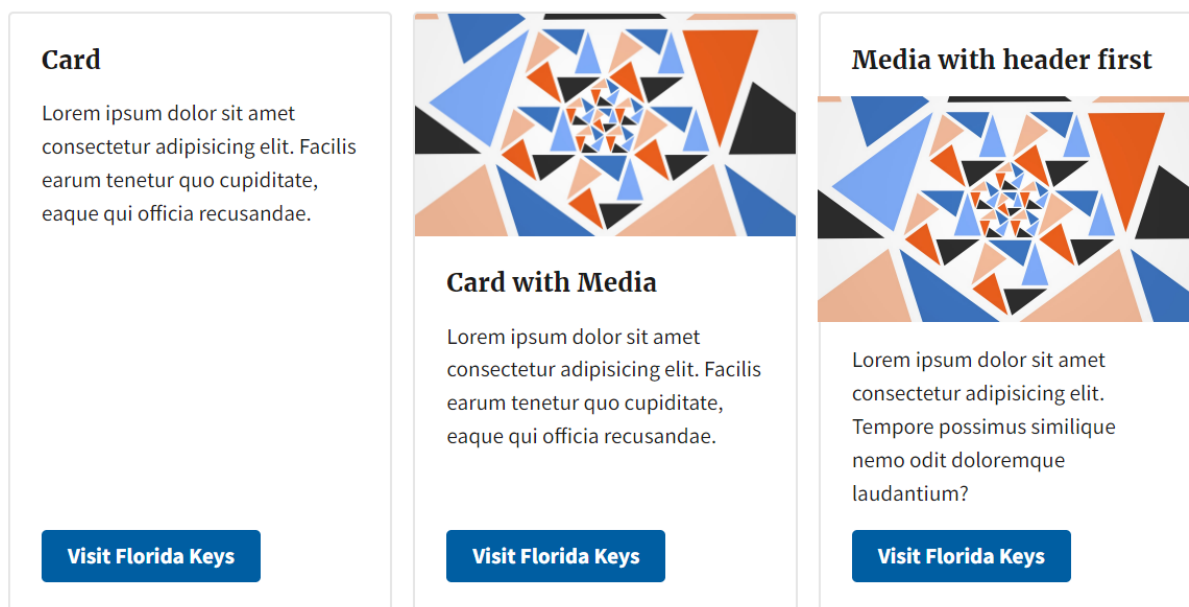 Card
Lorem ipsum dolor sit amet
consectetur adipisicing elit. Facilis
earum tenetur quo cupiditate,
eaque qui officia recusandae.
Visit Florida Keys
Card with Media
Lorem ipsum dolor sit amet
consectetur adipisicing elit. Facilis
earum tenetur quo cupiditate,
eaque qui officia recusandae.
Visit Florida Keys
Media with header first
Lorem ipsum dolor sit amet
consectetur adipisicing elit.
Tempore possimus similique
nemo odit doloremque
laudantium?
Visit Florida Keys